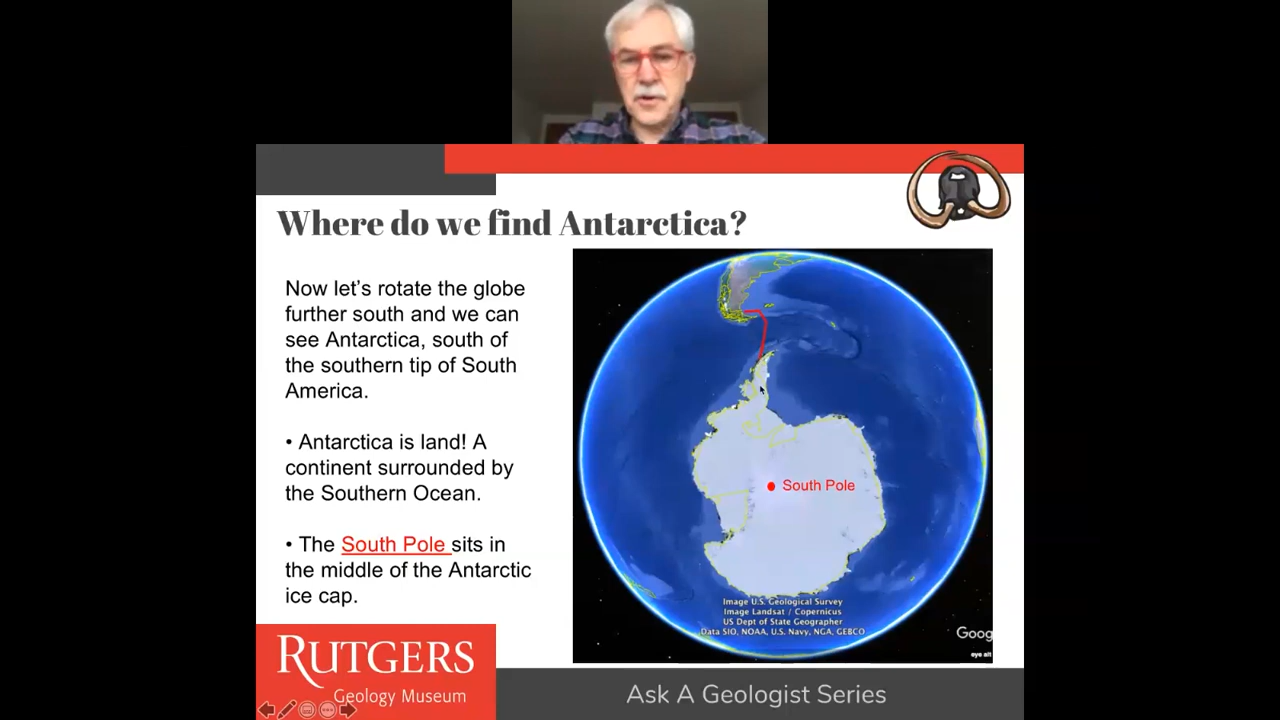 Where do we find Antarctica?
Now let's rotate the globe
further south and we can
see Antarctica, south of
the southern tip of South
America.
• Antarctica is land! A
continent surrounded by
the Southern Ocean.
• The South Pole sits in
the middle of the Antarctic
ice cap.
South Pole
Image U.S. Geological Survey
Image Landsat / Copernicus
US Dept of State Geographer
Data SIO, NOAA, U.S. Navy, NGA, GEBCO
Goog
eye alt
RUTGERS
Geology Museum
Ask A Geologist Series